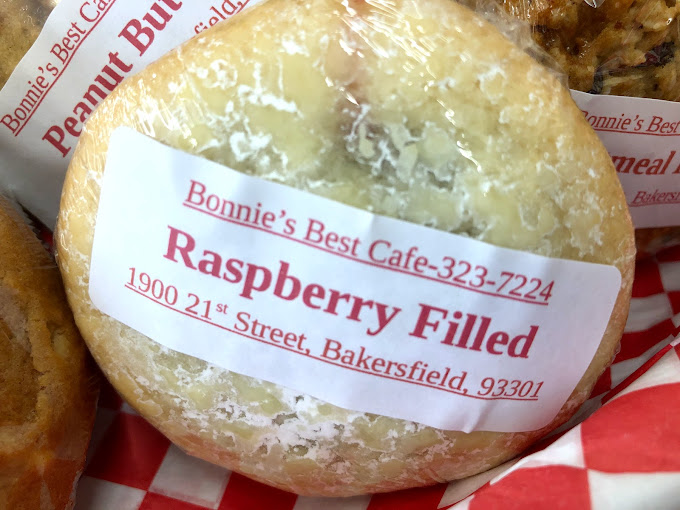 Bonnie's Best Cafe
Peanut But
Bonnie's Best Cafe-323-7224
Raspberry Filled
1900 21st Street, Bakersfield, 93301
Bonnie's Best
meal
Bakersf